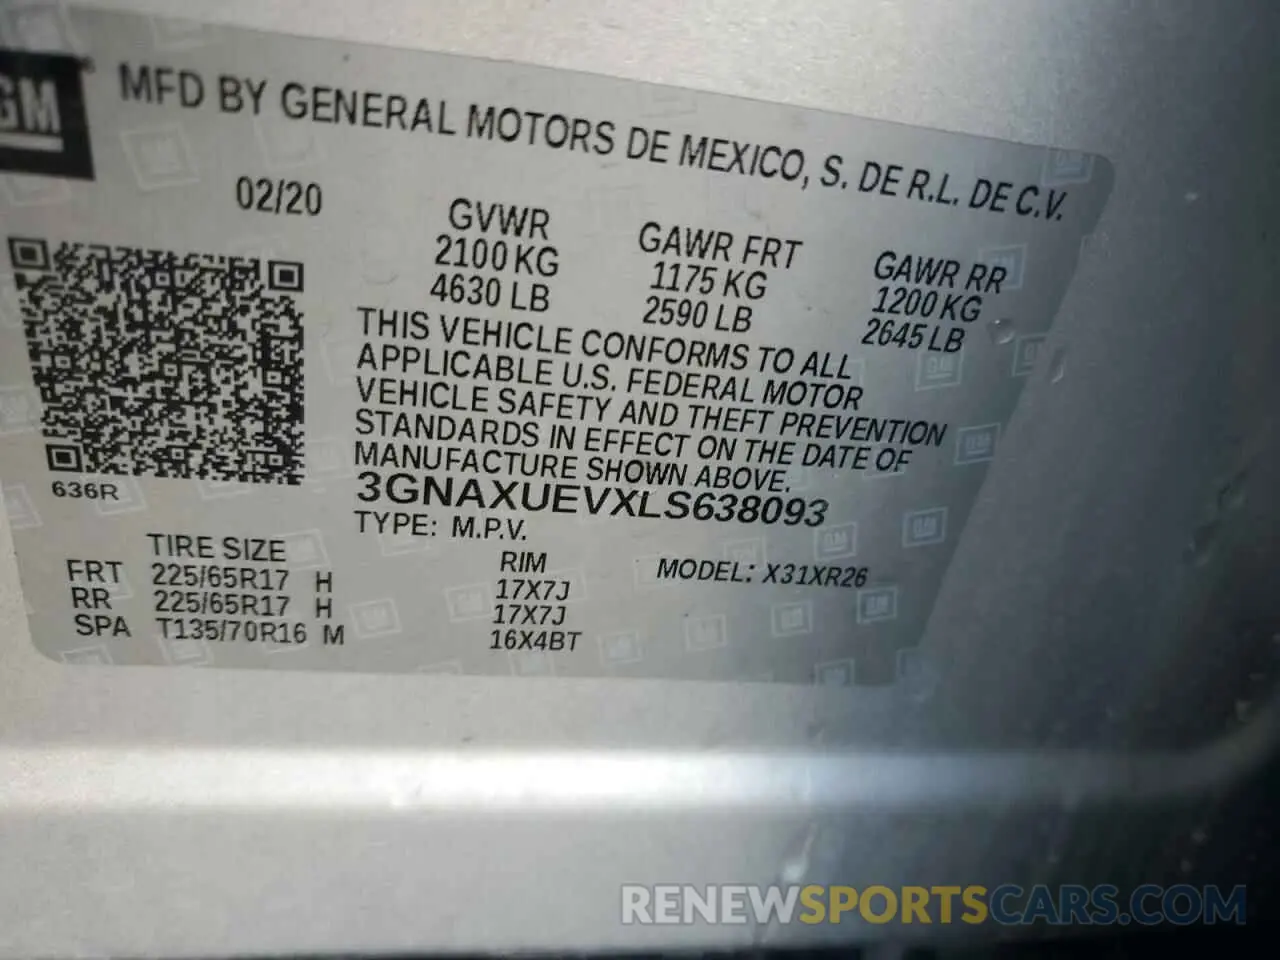 GM ® MFD BY GENERAL MOTORS DE MEXICO, S. DE R.L. DE C.V.
02/20
GVWR
2100 KG
4630 LB
GAWR FRT
1175 KG
2590 LB
GAWR RR
1200 KG
2645 LB
THIS VEHICLE CONFORMS TO ALL
APPLICABLE U.S. FEDERAL MOTOR
VEHICLE SAFETY AND THEFT PREVENTION
STANDARDS IN EFFECT ON THE DATE OF
MANUFACTURE SHOWN ABOVE.
3GNAXUEVXLS638093
636R
TYPE: M.P.V.
MODEL: X31XR26
TIRE SIZE RIM
FRT 225/65R17 H 17X7J
RR 225/65R17 H 17X7J
SPA T135/70R16 M 16X4BT
RENEWSPORTSCARS.COM